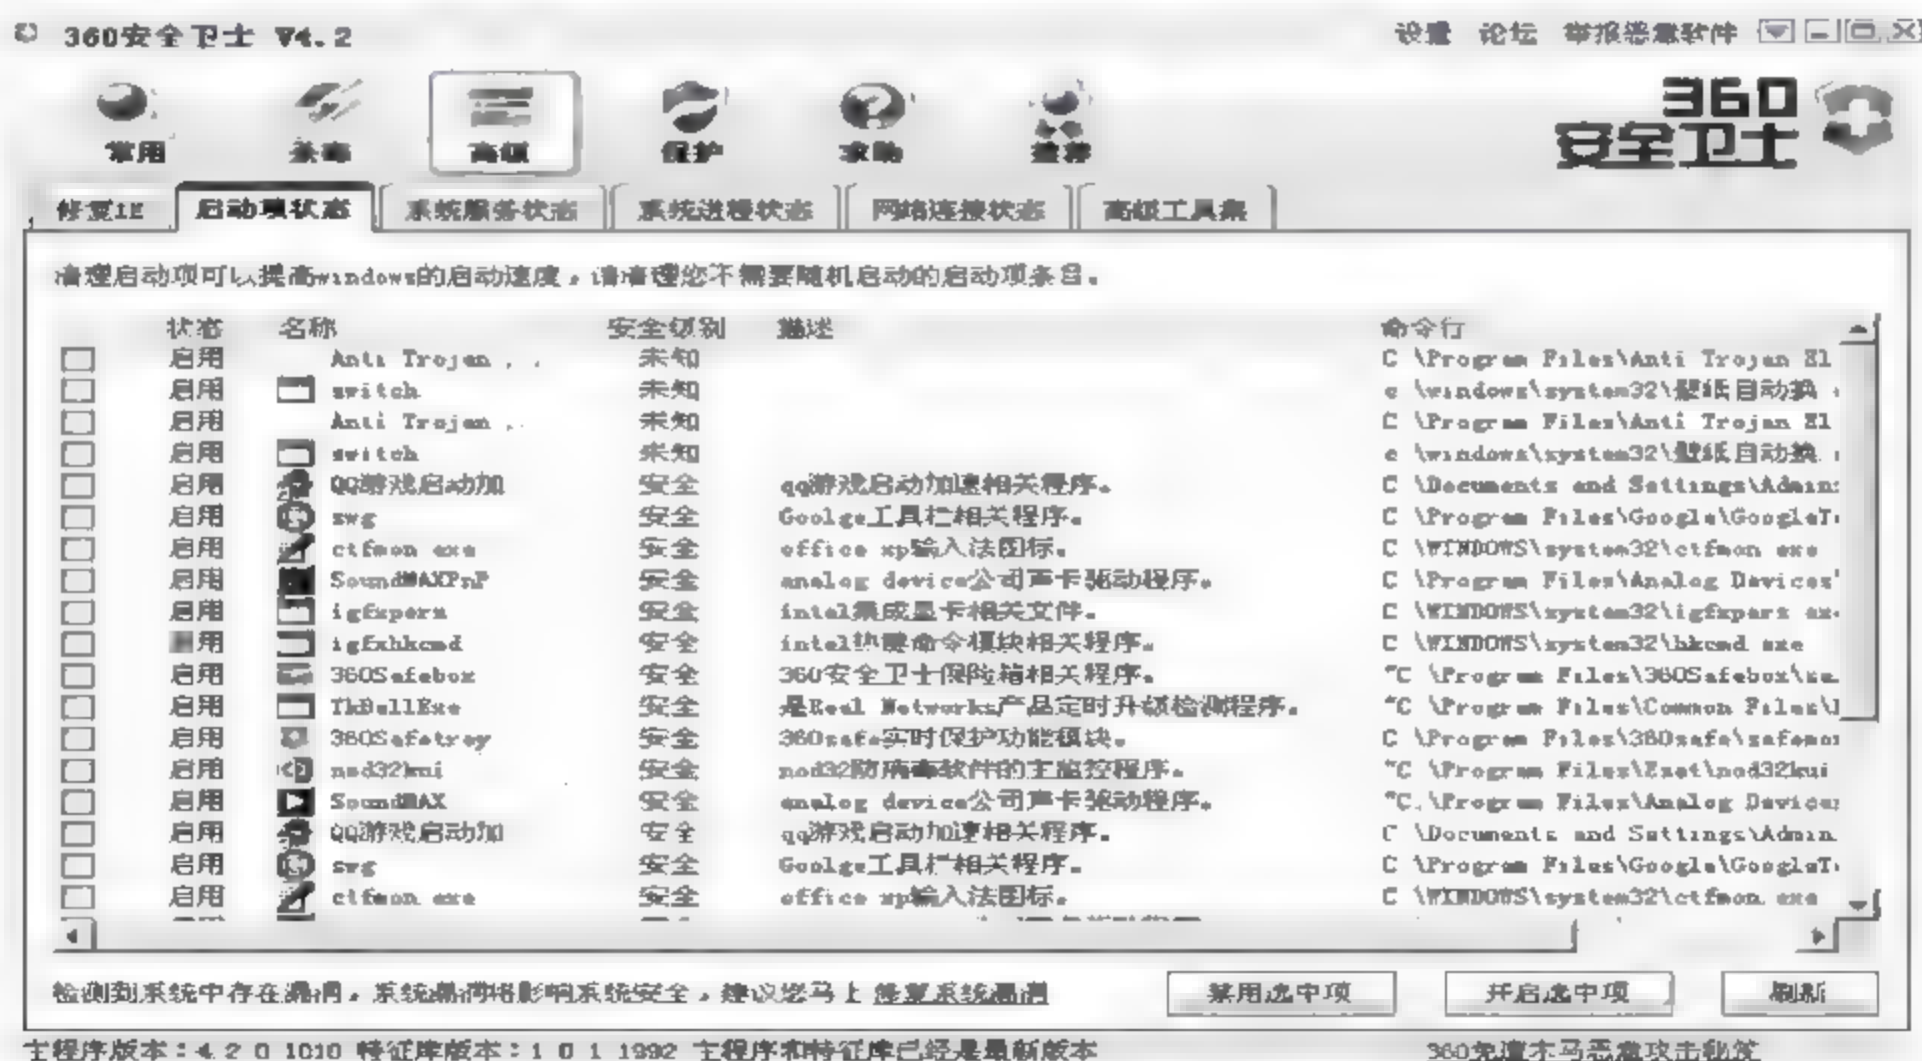 360安全卫士 V4.2 设置 论坛 举报恶意软件
360
安全卫士
常用 杀毒 高级 保护 求助 推荐
修复IE 启动项状态 系统服务状态 系统进程状态 网络连接状态 高级工具集
清理启动项可以提高windows的启动速度，请清理您不需要随机启动的启动项条目。
状态 名称 安全级别 描述 命令行
启用 Anti Trojan .. 未知 C \Program Files\Anti Trojan El
启用 switch 未知 c \windows\system32\壁纸自动换
启用 Anti Trojan .. 未知 C \Program Files\Anti Trojan El
启用 switch 未知 c \windows\system32\壁纸自动换
启用 QQ游戏启动加 安全 qq游戏启动加速相关程序。 C \Documents and Settings\Admin
启用 swg 安全 Goolge工具栏相关程序。 C \Program Files\Google\GoogleT
启用 ctfmon exe 安全 office xp输入法图标。 C \WINDOWS\system32\ctfmon exe
启用 SoundMAXPnP 安全 analog device公司声卡驱动程序。 C \Program Files\Analog Devices
启用 igfxpers 安全 intel集成显卡相关文件。 C \WINDOWS\system32\igfxpers ex
启用 igfxhkcmd 安全 intel热键命令模块相关程序。 C \WINDOWS\system32\hkcmd exe
启用 360Safebox 安全 360安全卫士保险箱相关程序。 "C \Program Files\360Safebox\sa
启用 TkBellExe 安全 是Real Networks产品定时升级检测程序。 "C \Program Files\Common Files\
启用 360Safetray 安全 360safe实时保护功能模块。 C \Program Files\360safe\safemon
启用 nod32kui 安全 nod32防病毒软件的主监控程序。 "C \Program Files\Eset\nod32kui
启用 SoundMAX 安全 analog device公司声卡驱动程序。 "C.\Program Files\Analog Devices
启用 QQ游戏启动加 安全 qq游戏启动加速相关程序。 C \Documents and Settings\Admin
启用 swg 安全 Goolge工具栏相关程序。 C \Program Files\Google\GoogleT
启用 ctfmon exe 安全 office xp输入法图标。 C \WINDOWS\system32\ctfmon. exe
检测到系统中存在漏洞，系统漏洞将影响系统安全，建议您马上 修复系统漏洞 禁用选中项 开启选中项 刷新
主程序版本：4 2 0 1010 特征库版本：1 0 1 1992 主程序和特征库已经是最新版本 360免遭木马恶意攻击秘笈